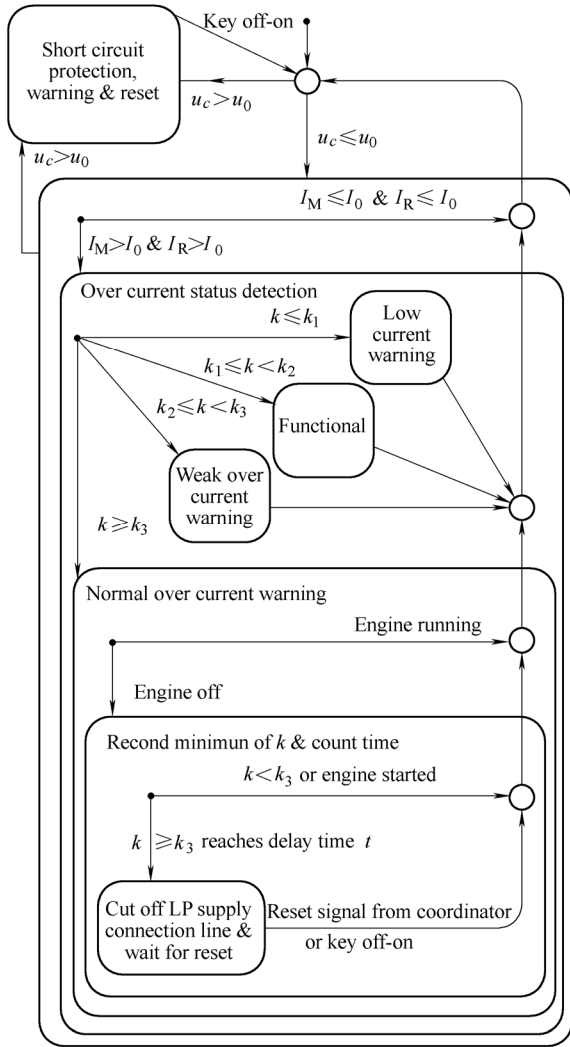 Key off-on
Short circuit
protection,
warning & reset
u_c>u_0
u_c≤u_0
u_c>u_0
I_M≤I_0 & I_R≤I_0
I_M>I_0 & I_R>I_0
Over current status detection
k≤k_1
Low
current
warning
k_1≤k<k_2
k_2≤k<k_3
Functional
Weak over
current
warning
k≥k_3
Normal over current warning
Engine running
Engine off
Recond minimun of k & count time
k<k_3 or engine started
k ≥k_3 reaches delay time t
Cut off LP supply
connection line &
wait for reset
Reset signal from coordinator
or key off-on